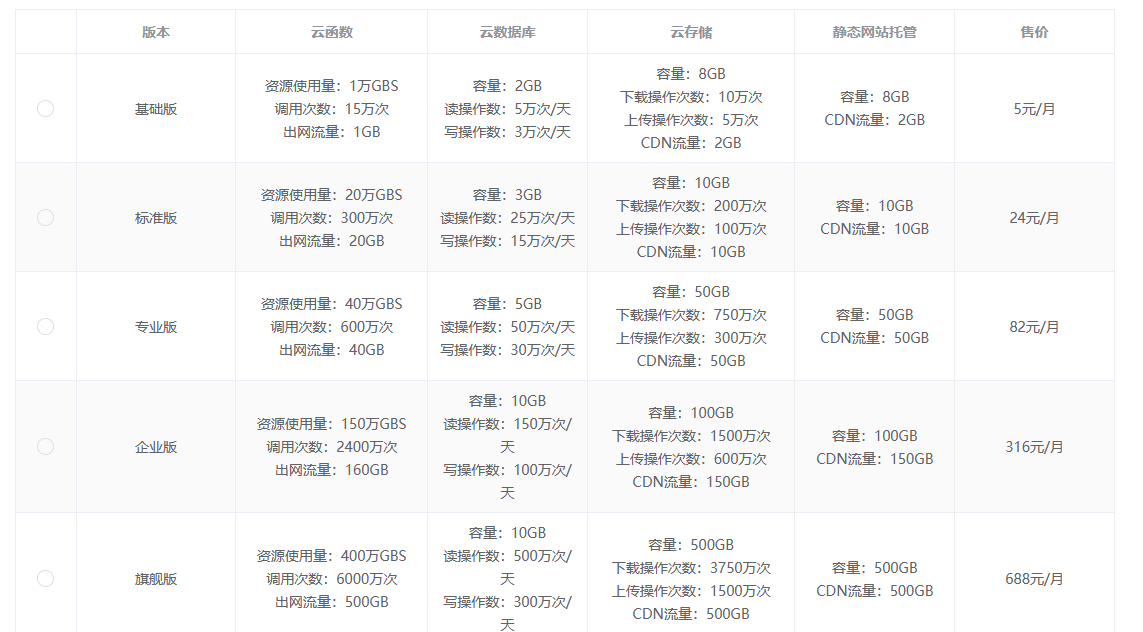 版本
云函数
云数据库
云存储
静态网站托管
售价
基础版
资源使用量：1万GBS
调用次数：15万次
出网流量：1GB
容量：2GB
读操作数：5万次/天
写操作数：3万次/天
容量：8GB
下载操作次数：10万次
上传操作次数：5万次
CDN流量：2GB
容量：8GB
CDN流量：2GB
5元/月
标准版
资源使用量：20万GBS
调用次数：300万次
出网流量：20GB
容量：3GB
读操作数：25万次/天
写操作数：15万次/天
容量：10GB
下载操作次数：200万次
上传操作次数：100万次
CDN流量：10GB
容量：10GB
CDN流量：10GB
24元/月
专业版
资源使用量：40万GBS
调用次数：600万次
出网流量：40GB
容量：5GB
读操作数：50万次/天
写操作数：30万次/天
容量：50GB
下载操作次数：750万次
上传操作次数：300万次
CDN流量：50GB
容量：50GB
CDN流量：50GB
82元/月
企业版
资源使用量：150万GBS
调用次数：2400万次
出网流量：160GB
容量：10GB
读操作数：150万次/
天
写操作数：100万次/
天
容量：100GB
下载操作次数：1500万次
上传操作次数：600万次
CDN流量：150GB
容量：100GB
CDN流量：150GB
316元/月
旗舰版
资源使用量：400万GBS
调用次数：6000万次
出网流量：500GB
容量：10GB
读操作数：500万次/
天
写操作数：300万次/
天
容量：500GB
下载操作次数：3750万次
上传操作次数：1500万次
CDN流量：500GB
容量：500GB
CDN流量：500GB
688元/月